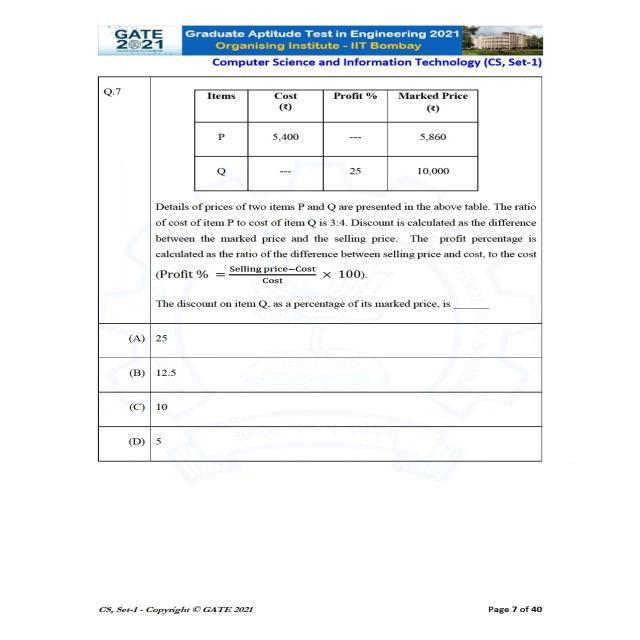 GATE
2021
Graduate Aptitude Test in Engineering 2021
Organising Institute - IIT Bombay
Computer Science and Information Technology (CS, Set-1)
Q.7
Items Cost Profit % Marked Price
(₹) (₹)
P 5,400 --- 5,860
Q --- 25 10,000
Details of prices of two items P and Q are presented in the above table. The ratio
of cost of item P to cost of item Q is 3:4. Discount is calculated as the difference
between the marked price and the selling price. The profit percentage is
calculated as the ratio of the difference between selling price and cost, to the cost
(Profit % = Selling price−Cost / Cost × 100).
The discount on item Q, as a percentage of its marked price, is ______
(A) 25
(B) 12.5
(C) 10
(D) 5
CS, Set-1 - Copyright © GATE 2021 Page 7 of 40